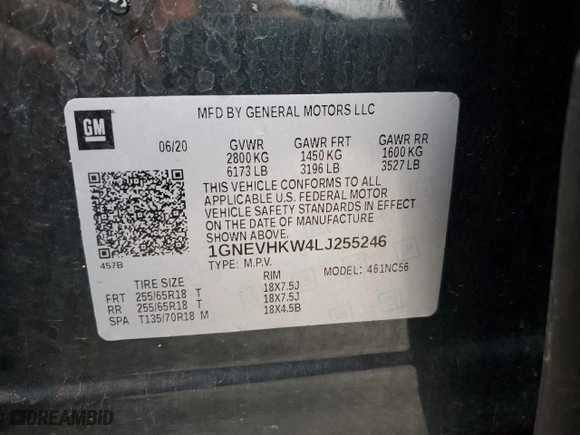 GM
MFD BY GENERAL MOTORS LLC
06/20 GVWR GAWR FRT GAWR RR
2800 KG 1450 KG 1600 KG
6173 LB 3196 LB 3527 LB
THIS VEHICLE CONFORMS TO ALL
APPLICABLE U.S. FEDERAL MOTOR
VEHICLE SAFETY STANDARDS IN EFFECT
ON THE DATE OF MANUFACTURE
SHOWN ABOVE.
1GNEVHKW4LJ255246
457B
TYPE: M.P.V. MODEL: 461NC56
TIRE SIZE RIM
FRT 255/65R18 T 18X7.5J
RR 255/65R18 T 18X7.5J
SPA T135/70R18 M 18X4.5B
DREAMBID